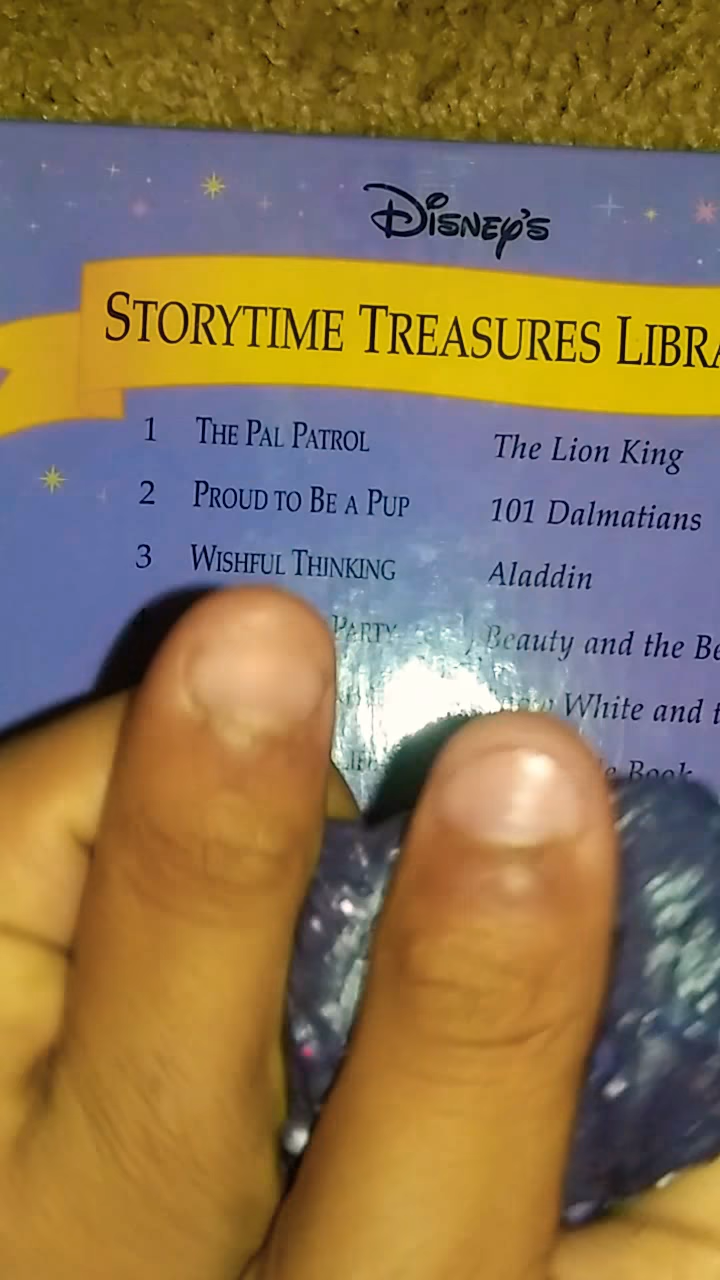 DISNEY'S
STORYTIME TREASURES LIBRA
1 THE PAL PATROL The Lion King
2 PROUD TO BE A PUP 101 Dalmatians
3 WISHFUL THINKING Aladdin
4 PARTY Beauty and the Be
White and t
Book